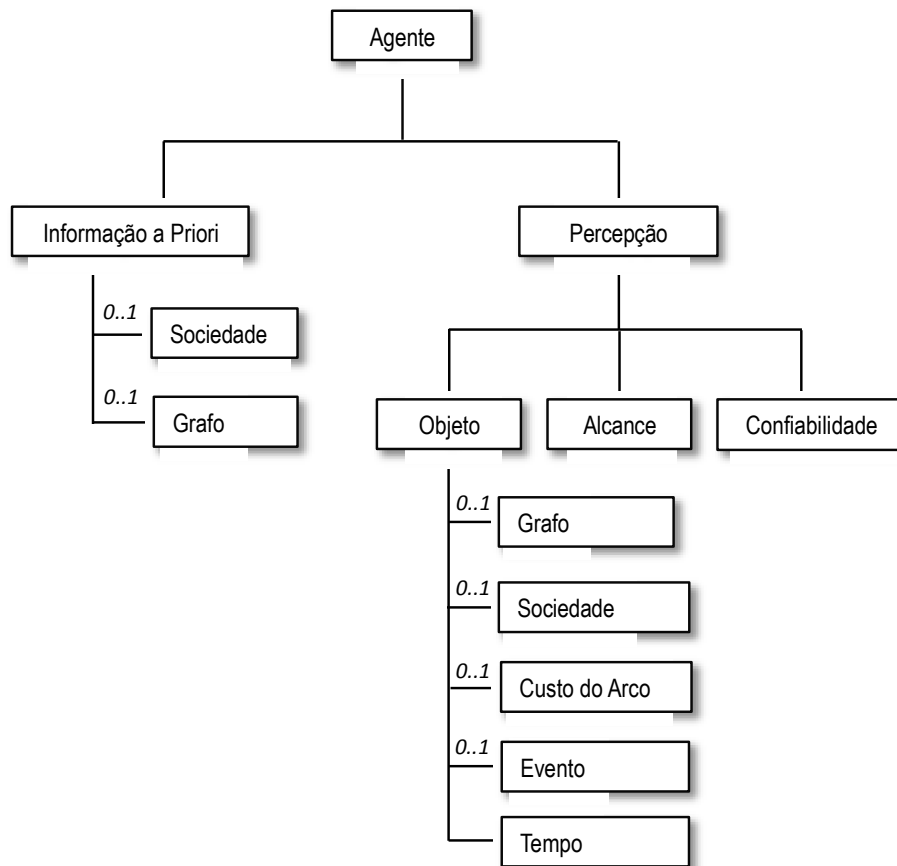 Agente
Informação a Priori
Percepção
0..1
Sociedade
0..1
Grafo
Objeto
Alcance
Confiabilidade
0..1
Grafo
0..1
Sociedade
0..1
Custo do Arco
0..1
Evento
Tempo